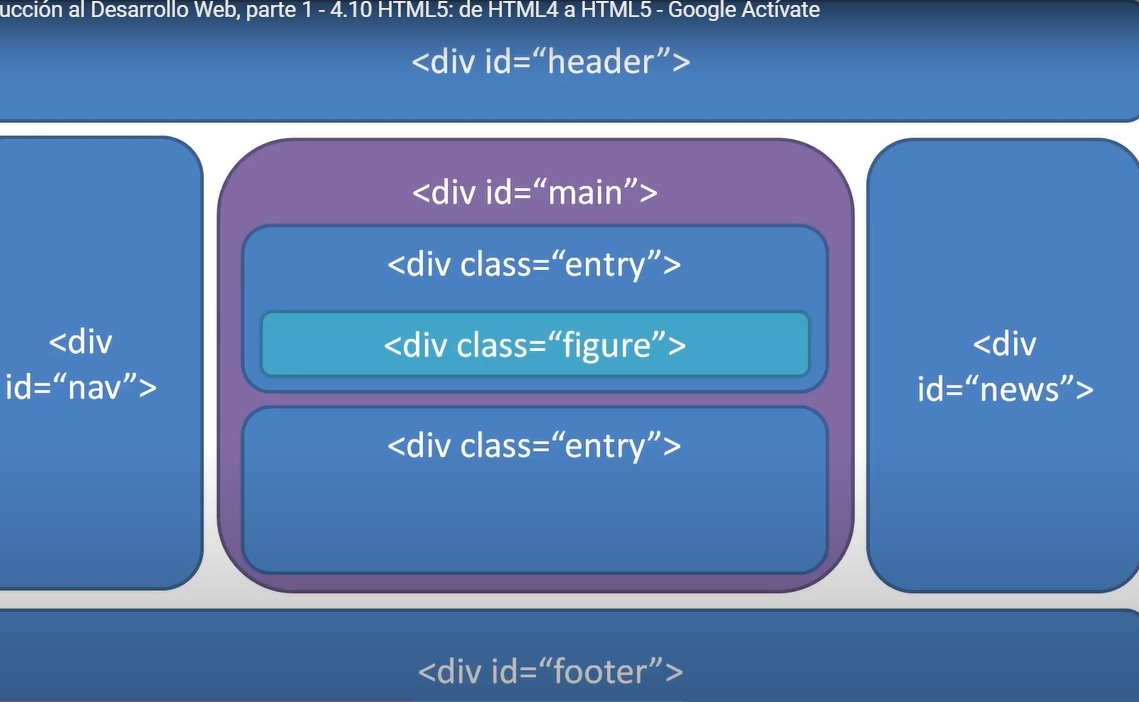 ucción al Desarrollo Web, parte 1 - 4.10 HTML5: de HTML4 a HTML5 - Google Actívate
<div id=“header”>
<div id=“main”>
<div class=“entry”>
<div class=“figure”>
<div class=“entry”>
<div
id=“nav”>
<div
id=“news”>
<div id=“footer”>